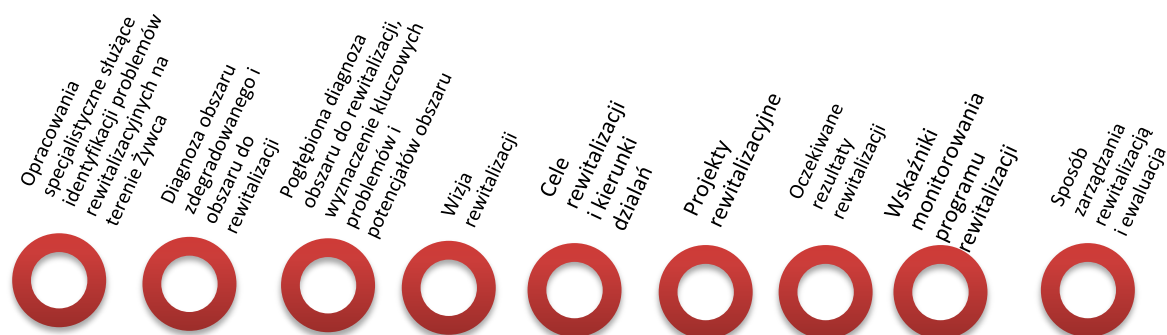 Opracowania
specjalistyczne służące
identyfikacji problemów
rewitalizacyjnych na
terenie Żywca
Diagnoza obszaru
zdegradowanego i
obszaru do
rewitalizacji
Pogłębiona diagnoza
obszaru do rewitalizacji,
wyznaczenie kluczowych
problemów i
potencjałów obszaru
Wizja
rewitalizacji
Cele
rewitalizacji
i kierunki
działań
Projekty
rewitalizacyjne
Oczekiwane
rezultaty
rewitalizacji
Wskaźniki
monitorowania
programu
rewitalizacji
Sposób
zarządzania
rewitalizacją
i ewaluacja